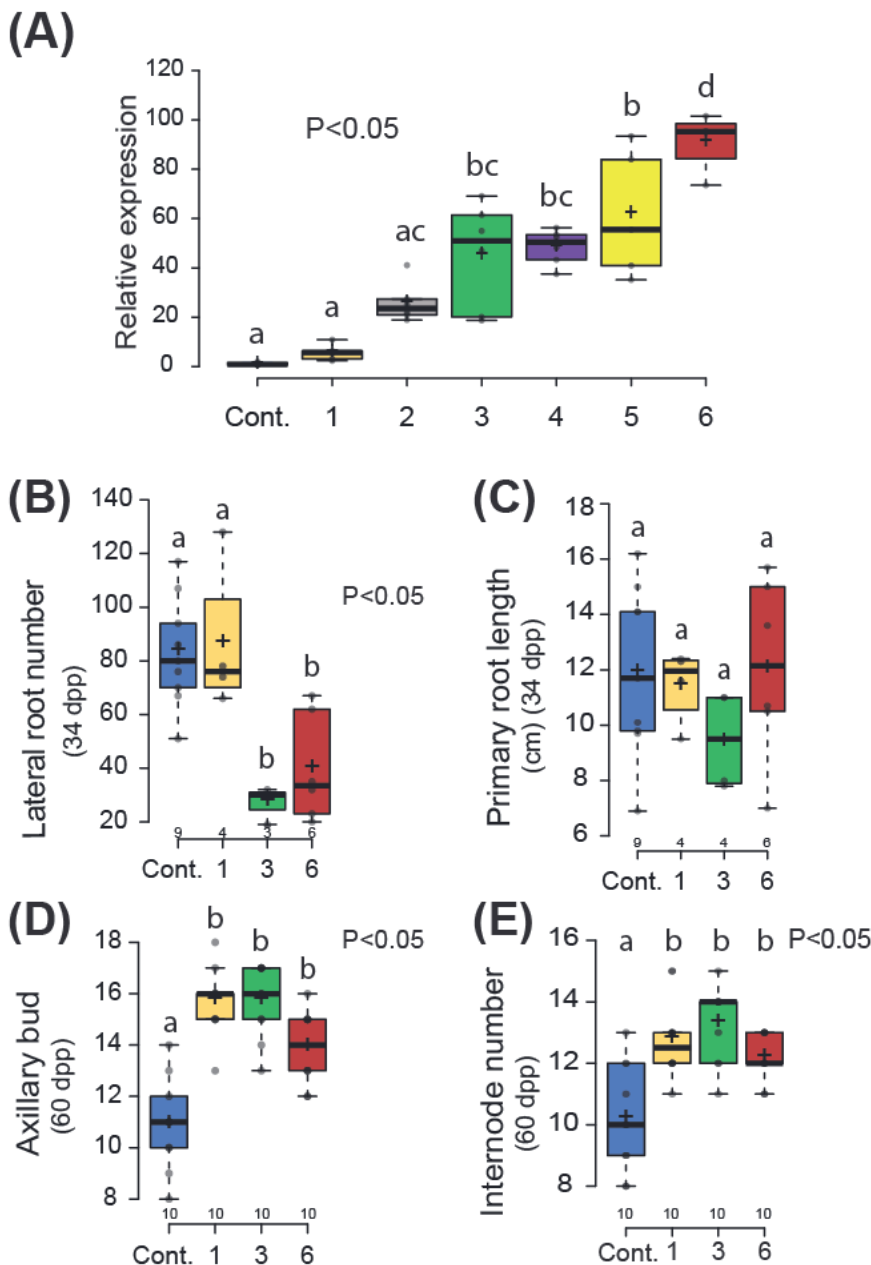 (A)
Relative expression
120
100
80
60
40
20
0
P<0.05
a
a
ac
bc
bc
b
d
Cont. 1 2 3 4 5 6
(B)
Lateral root number
(34 dpp)
140
120
100
80
60
40
20
a
a
b
b
P<0.05
9 4 3 6
Cont. 1 3 6
(C)
Primary root length
(cm) (34 dpp)
18
16
14
12
10
8
6
a
a
a
a
9 4 4 6
Cont. 1 3 6
(D)
Axillary bud
(60 dpp)
18
16
14
12
10
8
a
b
b
b
P<0.05
10 10 10 10
Cont. 1 3 6
(E)
Internode number
(60 dpp)
16
14
12
10
8
a b b b P<0.05
10 10 10 10
Cont. 1 3 6